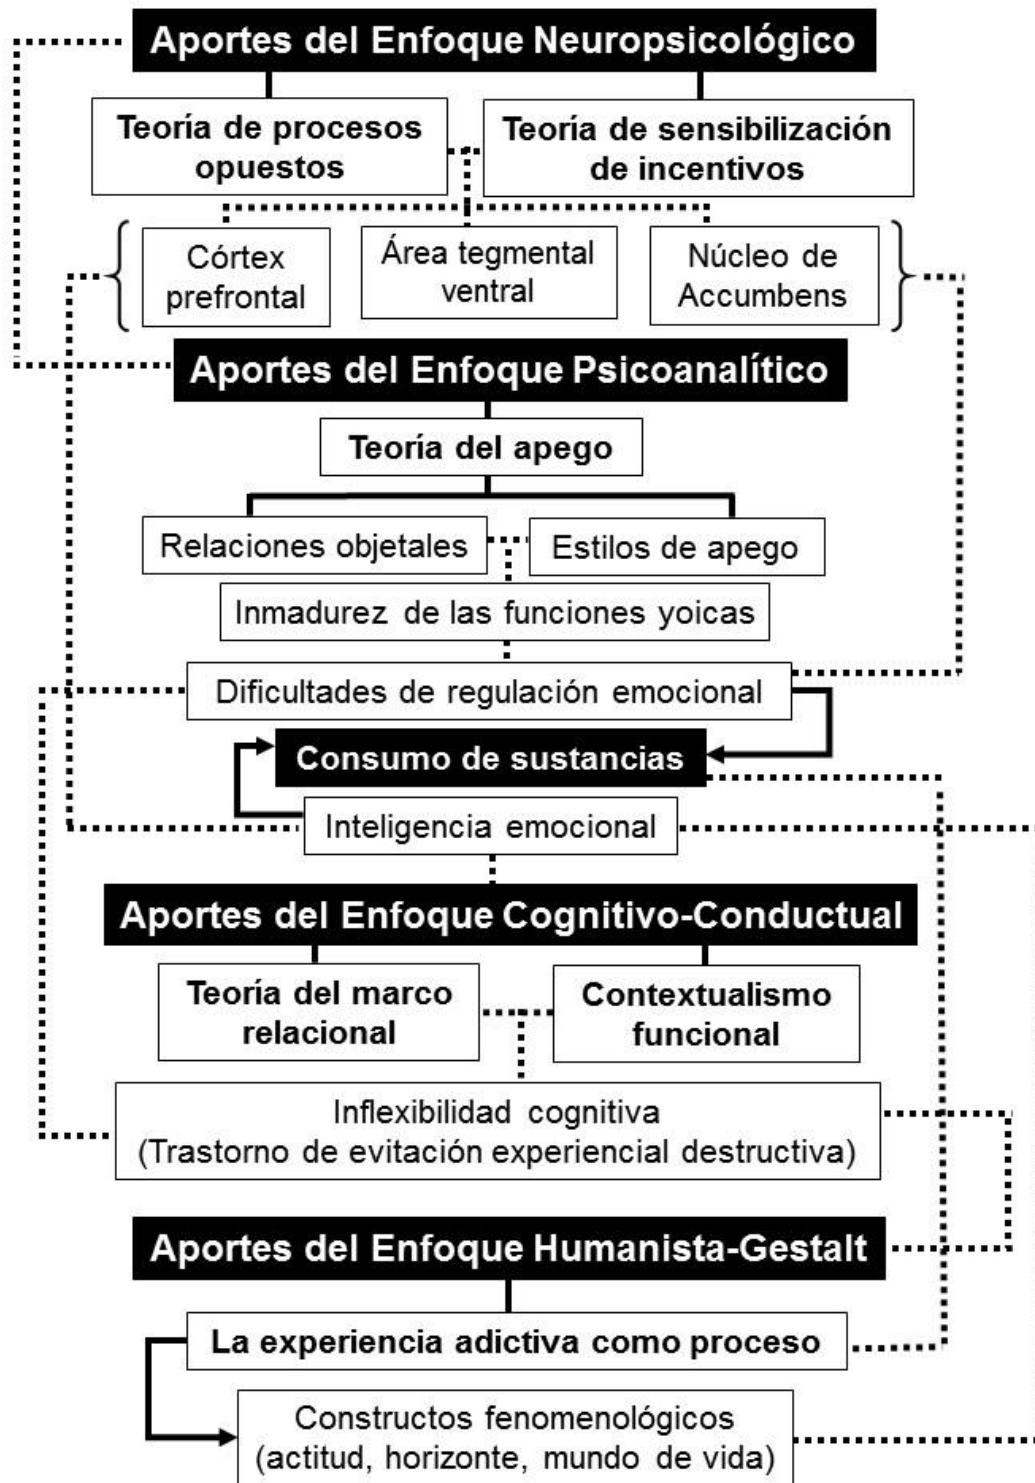 Aportes del Enfoque Neuropsicológico
Teoría de procesos
opuestos
Teoría de sensibilización
de incentivos
Córtex
prefrontal
Área tegmental
ventral
Núcleo de
Accumbens
Aportes del Enfoque Psicoanalítico
Teoría del apego
Relaciones objetales
Estilos de apego
Inmadurez de las funciones yoicas
Dificultades de regulación emocional
Consumo de sustancias
Inteligencia emocional
Aportes del Enfoque Cognitivo-Conductual
Teoría del marco
relacional
Contextualismo
funcional
Inflexibilidad cognitiva
(Trastorno de evitación experiencial destructiva)
Aportes del Enfoque Humanista-Gestalt
La experiencia adictiva como proceso
Constructos fenomenológicos
(actitud, horizonte, mundo de vida)